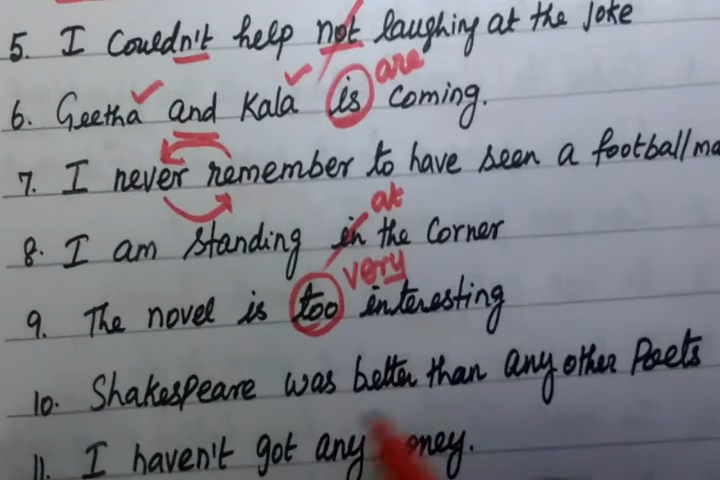 5. I Couldn't help not laughing at the Joke
are
6. Geetha and Kala is coming.
7. I never remember to have seen a football ma
at
8. I am standing in the corner
very
9. The novel is too interesting
10. Shakespeare was better than any other Poets
11. I haven't got any oney.